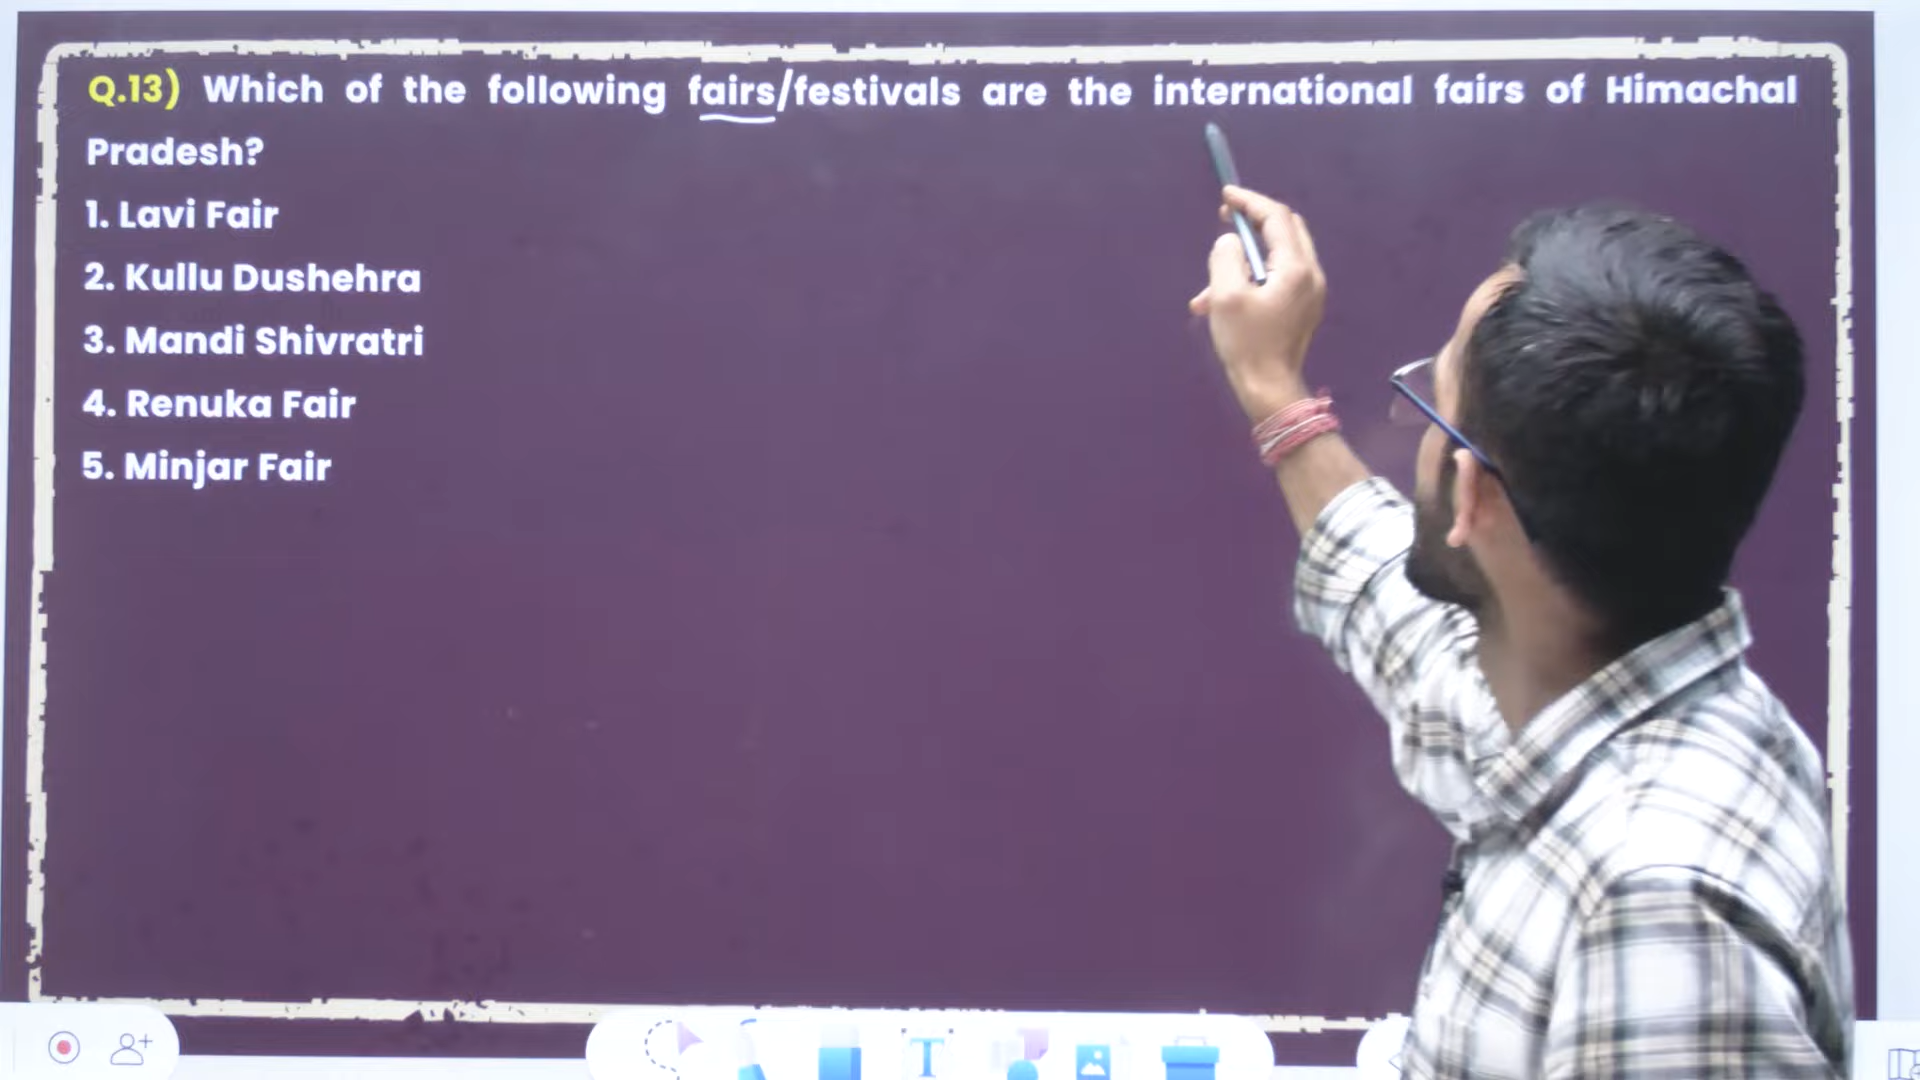 Q.13) Which of the following fairs/festivals are the international fairs of Himachal
Pradesh?
1. Lavi Fair
2. Kullu Dushehra
3. Mandi Shivratri
4. Renuka Fair
5. Minjar Fair
T